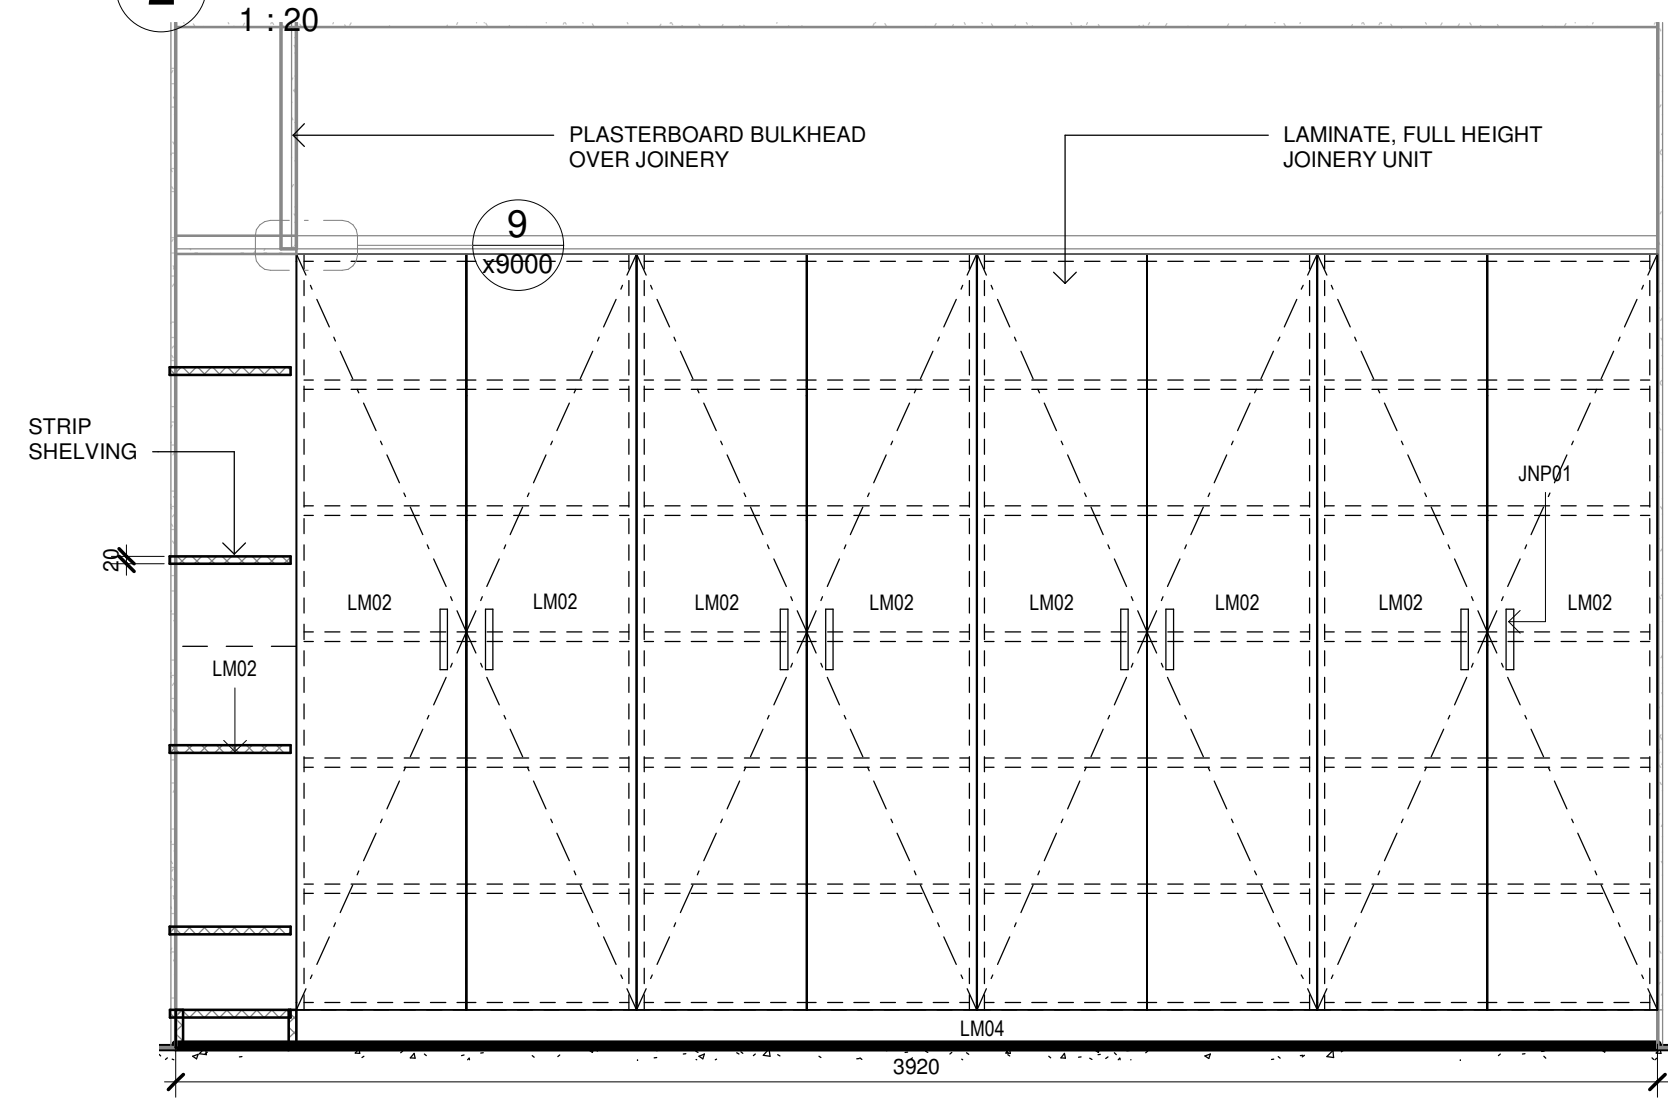 1 : 20
PLASTERBOARD BULKHEAD
OVER JOINERY
LAMINATE, FULL HEIGHT
JOINERY UNIT
9
x9000
STRIP
SHELVING
JNP01
20
LM02 LM02 LM02 LM02 LM02 LM02 LM02 LM02
LM02
LM04
3920